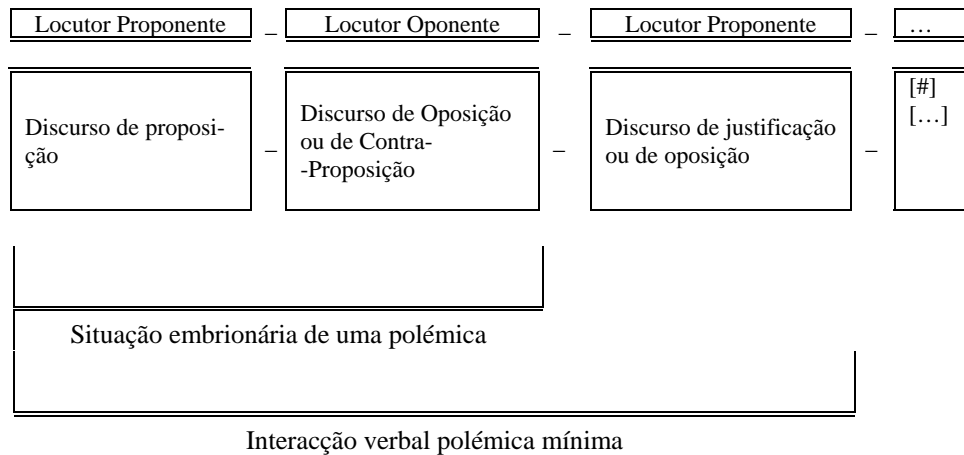 Locutor Proponente – Locutor Oponente – Locutor Proponente – …
Discurso de proposi-
ção
–
Discurso de Oposição
ou de Contra-
-Proposição
–
Discurso de justificação
ou de oposição
–
[#]
[…]
Situação embrionária de uma polémica
Interacção verbal polémica mínima